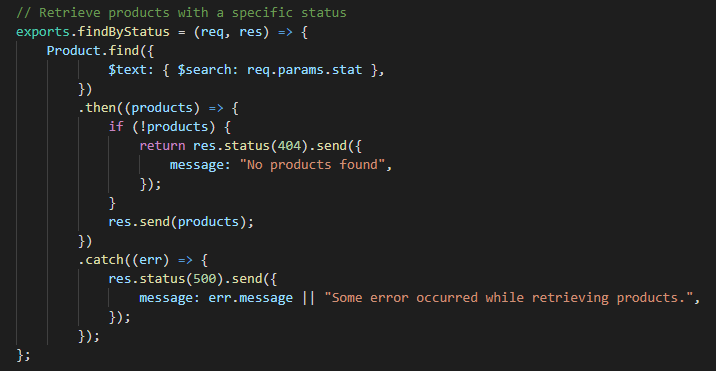 // Retrieve products with a specific status
exports.findByStatus = (req, res) => {
    Product.find({
            $text: { $search: req.params.stat },
        })
        .then((products) => {
            if (!products) {
                return res.status(404).send({
                    message: "No products found",
                });
            }
            res.send(products);
        })
        .catch((err) => {
            res.status(500).send({
                message: err.message || "Some error occurred while retrieving products.",
            });
        });
};